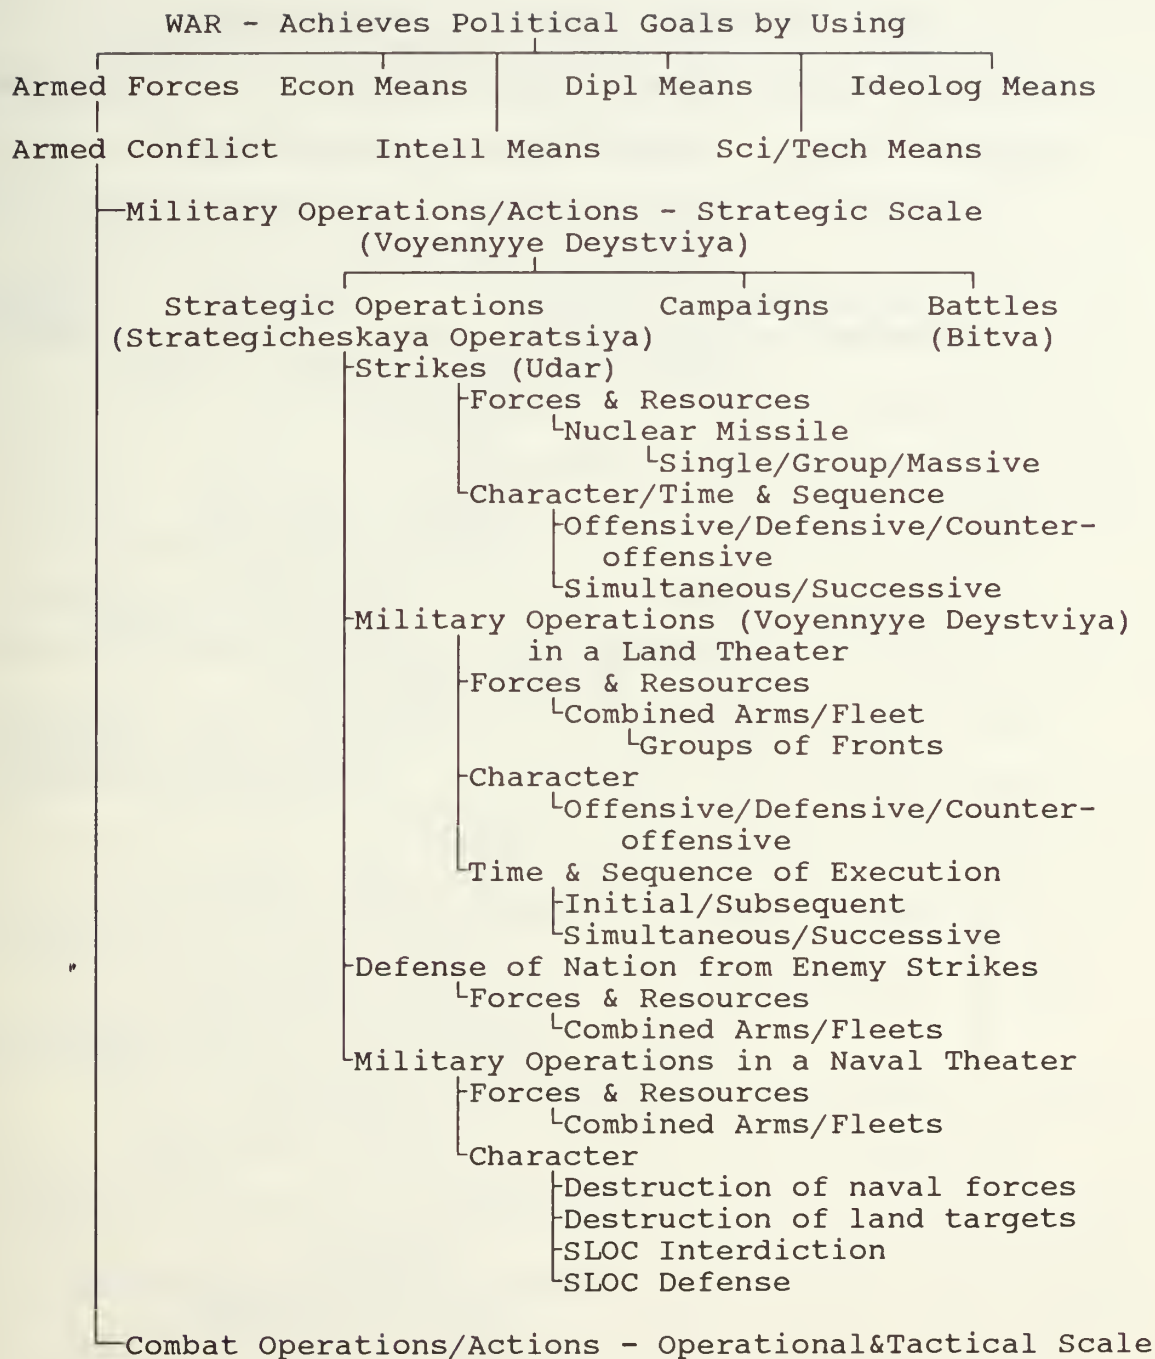 WAR - Achieves Political Goals by Using
Armed Forces Econ Means Dipl Means Ideolog Means
Armed Conflict Intell Means Sci/Tech Means
Military Operations/Actions - Strategic Scale
(Voyennyye Deystviya)
Strategic Operations Campaigns Battles
(Strategicheskaya Operatsiya) (Bitva)
Strikes (Udar)
Forces & Resources
Nuclear Missile
Single/Group/Massive
Character/Time & Sequence
Offensive/Defensive/Counter-
offensive
Simultaneous/Successive
Military Operations (Voyennyye Deystviya)
in a Land Theater
Forces & Resources
Combined Arms/Fleet
Groups of Fronts
Character
Offensive/Defensive/Counter-
offensive
Time & Sequence of Execution
Initial/Subsequent
Simultaneous/Successive
Defense of Nation from Enemy Strikes
Forces & Resources
Combined Arms/Fleets
Military Operations in a Naval Theater
Forces & Resources
Combined Arms/Fleets
Character
Destruction of naval forces
Destruction of land targets
SLOC Interdiction
SLOC Defense
Combat Operations/Actions - Operational&Tactical Scale